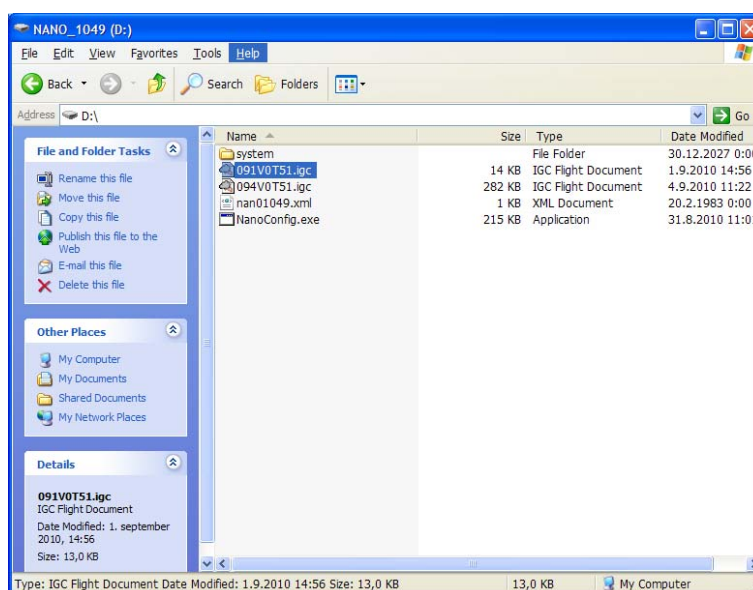 NANO_1049 (D:)
File Edit View Favorites Tools Help
Back Search Folders
Address D:\ Go
File and Folder Tasks
Rename this file
Move this file
Copy this file
Publish this file to the
Web
E-mail this file
Delete this file
Other Places
My Computer
My Documents
Shared Documents
My Network Places
Details
091V0T51.igc
IGC Flight Document
Date Modified: 1. september
2010, 14:56
Size: 13,0 KB
Name Size Type Date Modified
system File Folder 30.12.2027 0:0
091V0T51.igc 14 KB IGC Flight Document 1.9.2010 14:56
094V0T51.igc 282 KB IGC Flight Document 4.9.2010 11:22
nan01049.xml 1 KB XML Document 20.2.1983 0:00
NanoConfig.exe 215 KB Application 31.8.2010 11:0
Type: IGC Flight Document Date Modified: 1.9.2010 14:56 Size: 13,0 KB 13,0 KB My Computer